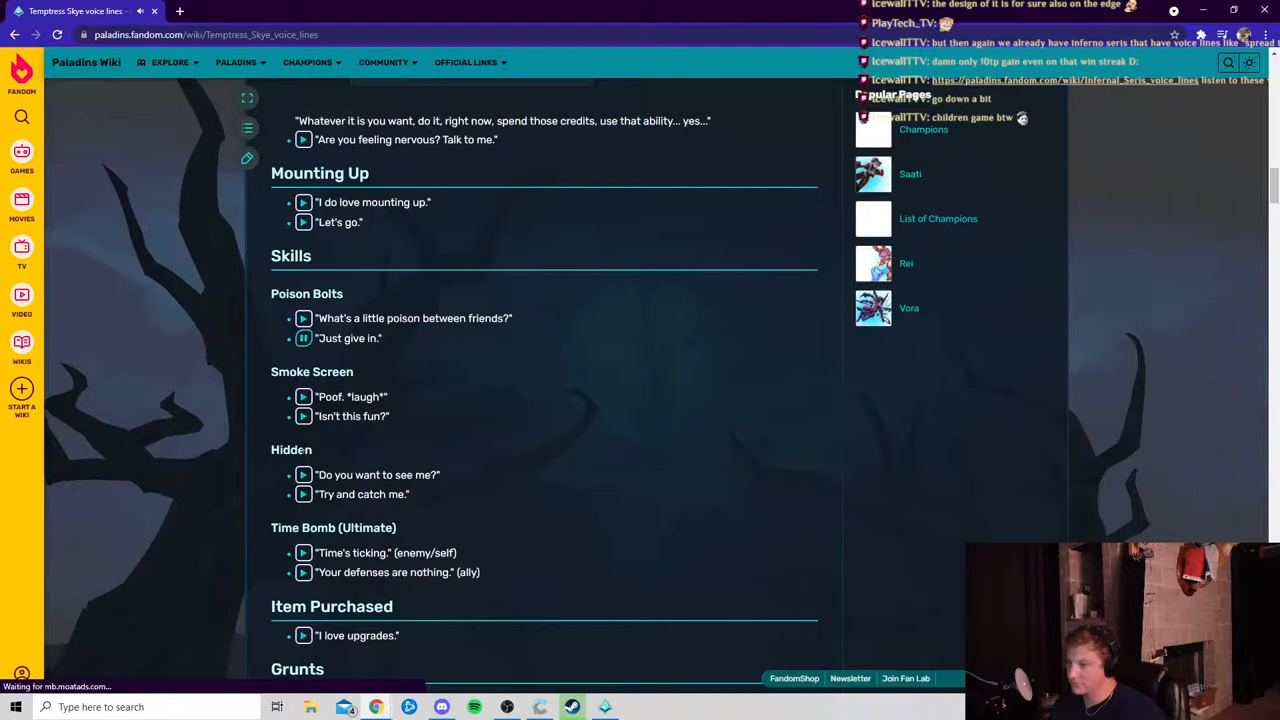 Temptress Skye voice lines
IcewallTTV: the design of it is for sure also on the edge
paladins.fandom.com/wiki/Temptress_Skye_voice_lines
PlayTech_TV:
IcewallTTV: but then again we already have inferno seris that have voice lines like "spread
FANDOM
Paladins Wiki
EXPLORE
PALADINS
CHAMPIONS
COMMUNITY
OFFICIAL LINKS
IcewallTTV: damn only 10tp gain even on that win streak D:
IcewallTTV: https://paladins.fandom.com/wiki/Infernal_Seris_voice_lines listen to these
Popular Pages
IcewallTTV: go down a bit
IcewallTTV: children game btw
Champions
Saati
List of Champions
Rei
Vora
GAMES
MOVIES
TV
VIDEO
WIKIS
START A
WIKI
"Whatever it is you want, do it, right now, spend those credits, use that ability... yes..."
"Are you feeling nervous? Talk to me."
Mounting Up
"I do love mounting up."
"Let's go."
Skills
Poison Bolts
"What's a little poison between friends?"
"Just give in."
Smoke Screen
"Poof. *laugh*"
"Isn't this fun?"
Hidden
"Do you want to see me?"
"Try and catch me."
Time Bomb (Ultimate)
"Time's ticking." (enemy/self)
"Your defenses are nothing." (ally)
Item Purchased
"I love upgrades."
Grunts
FandomShop
Newsletter
Join Fan Lab
Waiting for mb.moatads.com...
Type here to search
4